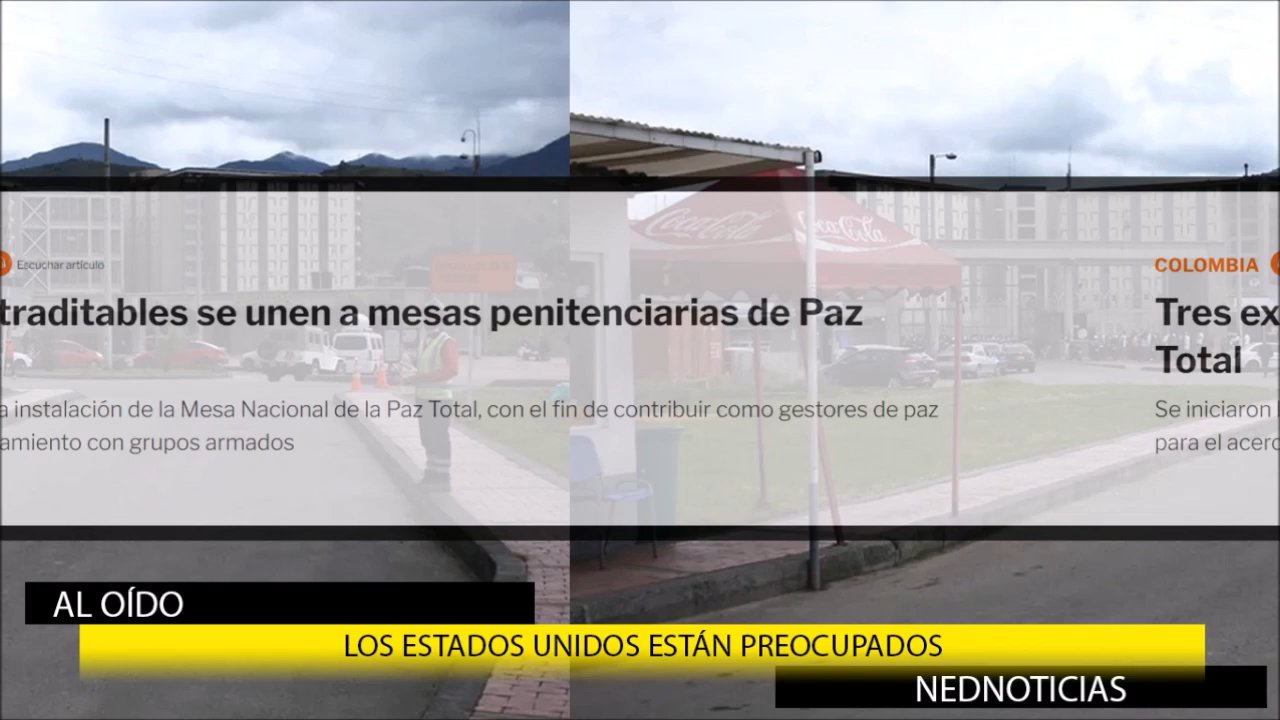 Coca-Cola
Coca-Cola
Escuchar artículo
COLOMBIA
traditables se unen a mesas penitenciarias de Paz
Tres ex
Total
a instalación de la Mesa Nacional de la Paz Total, con el fin de contribuir como gestores de paz
amiento con grupos armados
Se iniciaron
para el acerc
AL OÍDO
LOS ESTADOS UNIDOS ESTÁN PREOCUPADOS
NEDNOTICIAS